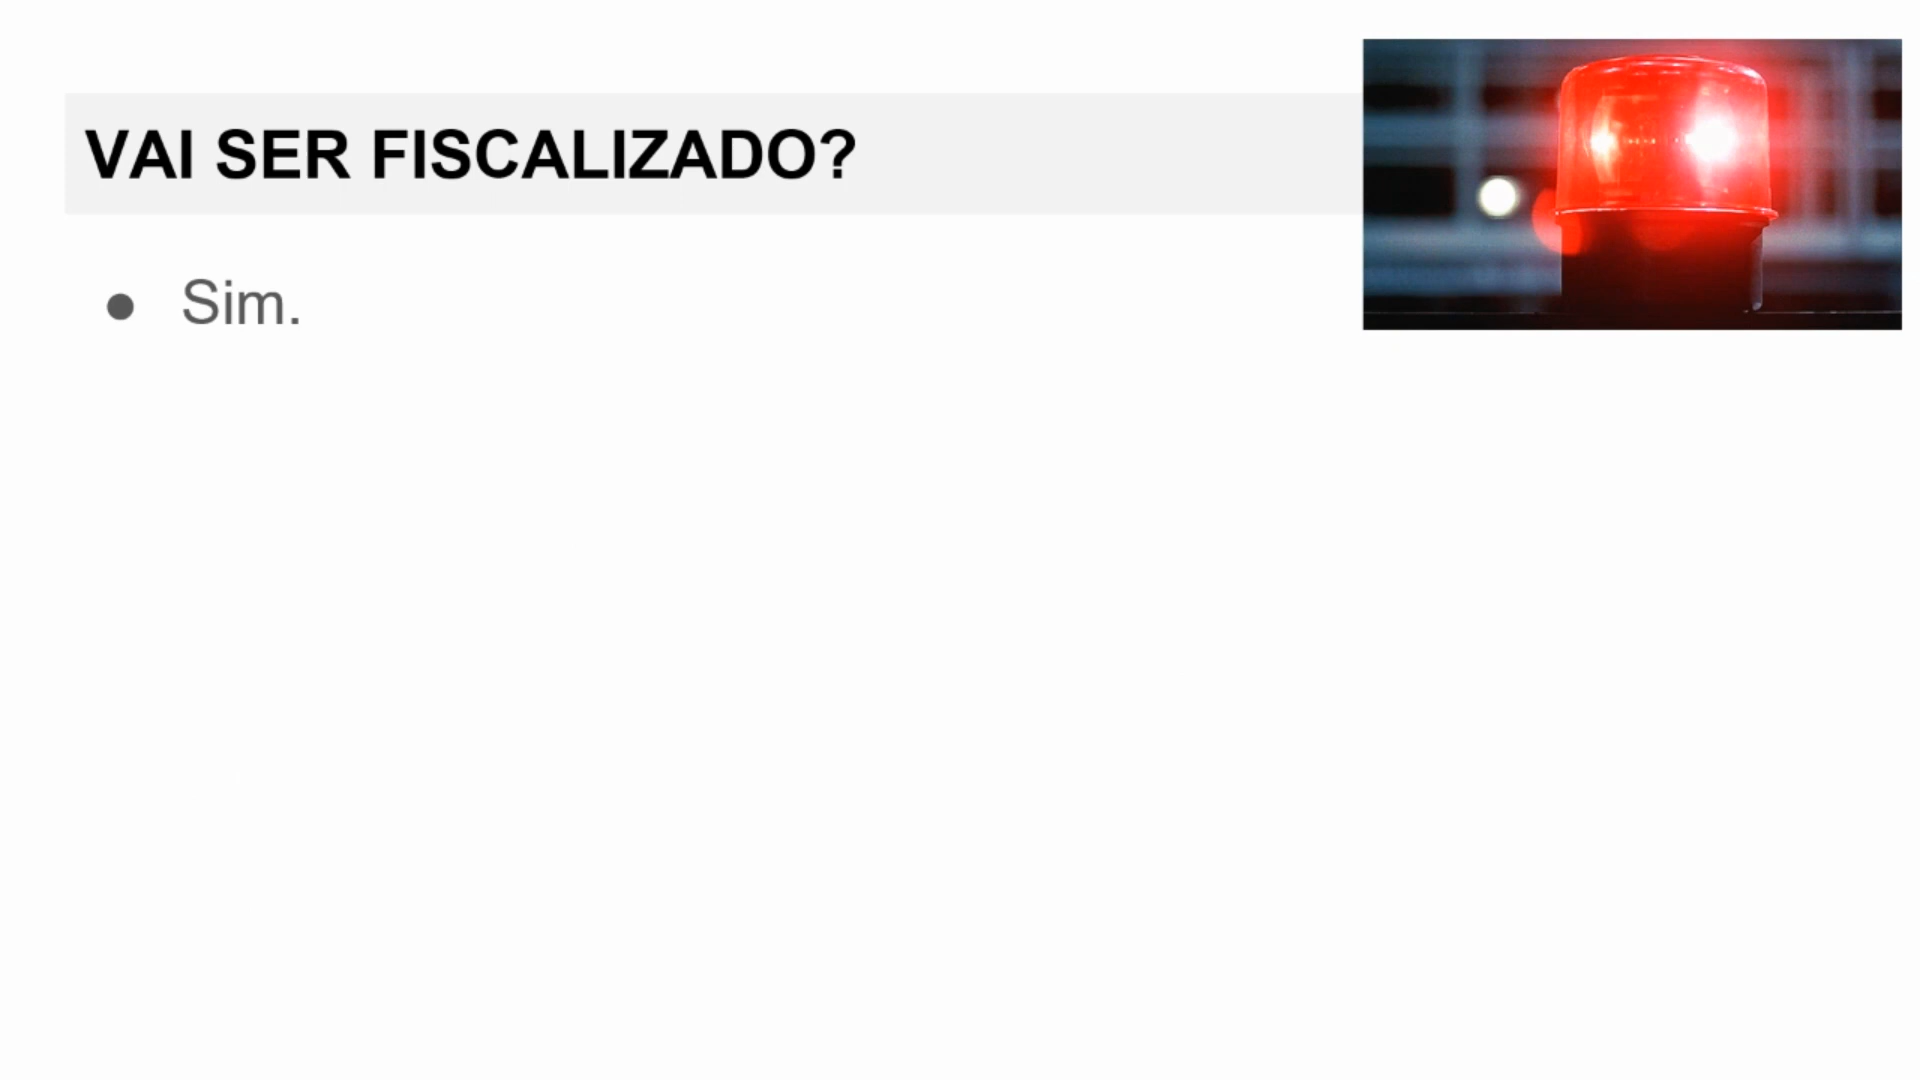 VAI SER FISCALIZADO?
● Sim.